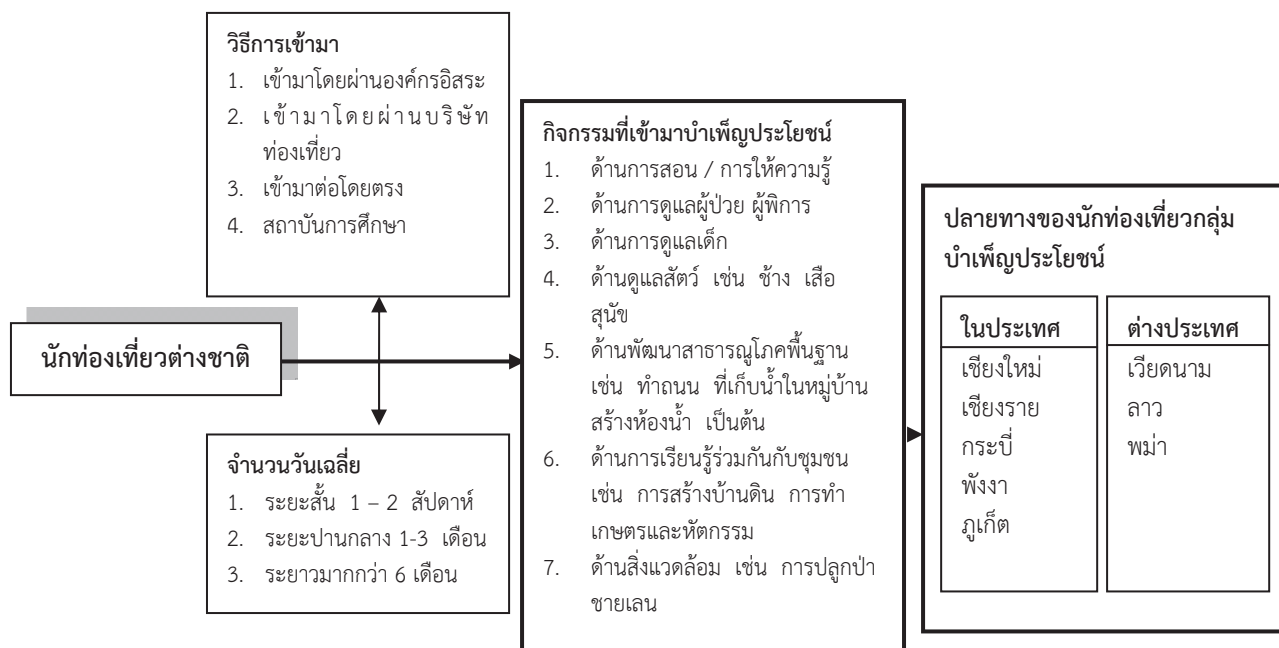 วิธีการเข้ามา
1. เข้ามาโดยผ่านองค์กรอิสระ
2. เข้ามาโดยผ่านบริษัท
ท่องเที่ยว
3. เข้ามาต่อโดยตรง
4. สถาบันการศึกษา
นักท่องเที่ยวต่างชาติ
จำนวนวันเฉลี่ย
1. ระยะสั้น 1 – 2 สัปดาห์
2. ระยะปานกลาง 1-3 เดือน
3. ระยาวมากกว่า 6 เดือน
กิจกรรมที่เข้ามาบำเพ็ญประโยชน์
1. ด้านการสอน / การให้ความรู้
2. ด้านการดูแลผู้ป่วย ผู้พิการ
3. ด้านการดูแลเด็ก
4. ด้านดูแลสัตว์ เช่น ช้าง เสือ
สุนัข
5. ด้านพัฒนาสาธารณูโภคพื้นฐาน
เช่น ทำถนน ที่เก็บน้ำในหมู่บ้าน
สร้างห้องน้ำ เป็นต้น
6. ด้านการเรียนรู้ร่วมกันกับชุมชน
เช่น การสร้างบ้านดิน การทำ
เกษตรและหัตกรรม
7. ด้านสิ่งแวดล้อม เช่น การปลูกป่า
ชายเลน
ปลายทางของนักท่องเที่ยวกลุ่ม
บำเพ็ญประโยชน์
ในประเทศ
เชียงใหม่
เชียงราย
กระบี่
พังงา
ภูเก็ต
ต่างประเทศ
เวียดนาม
ลาว
พม่า